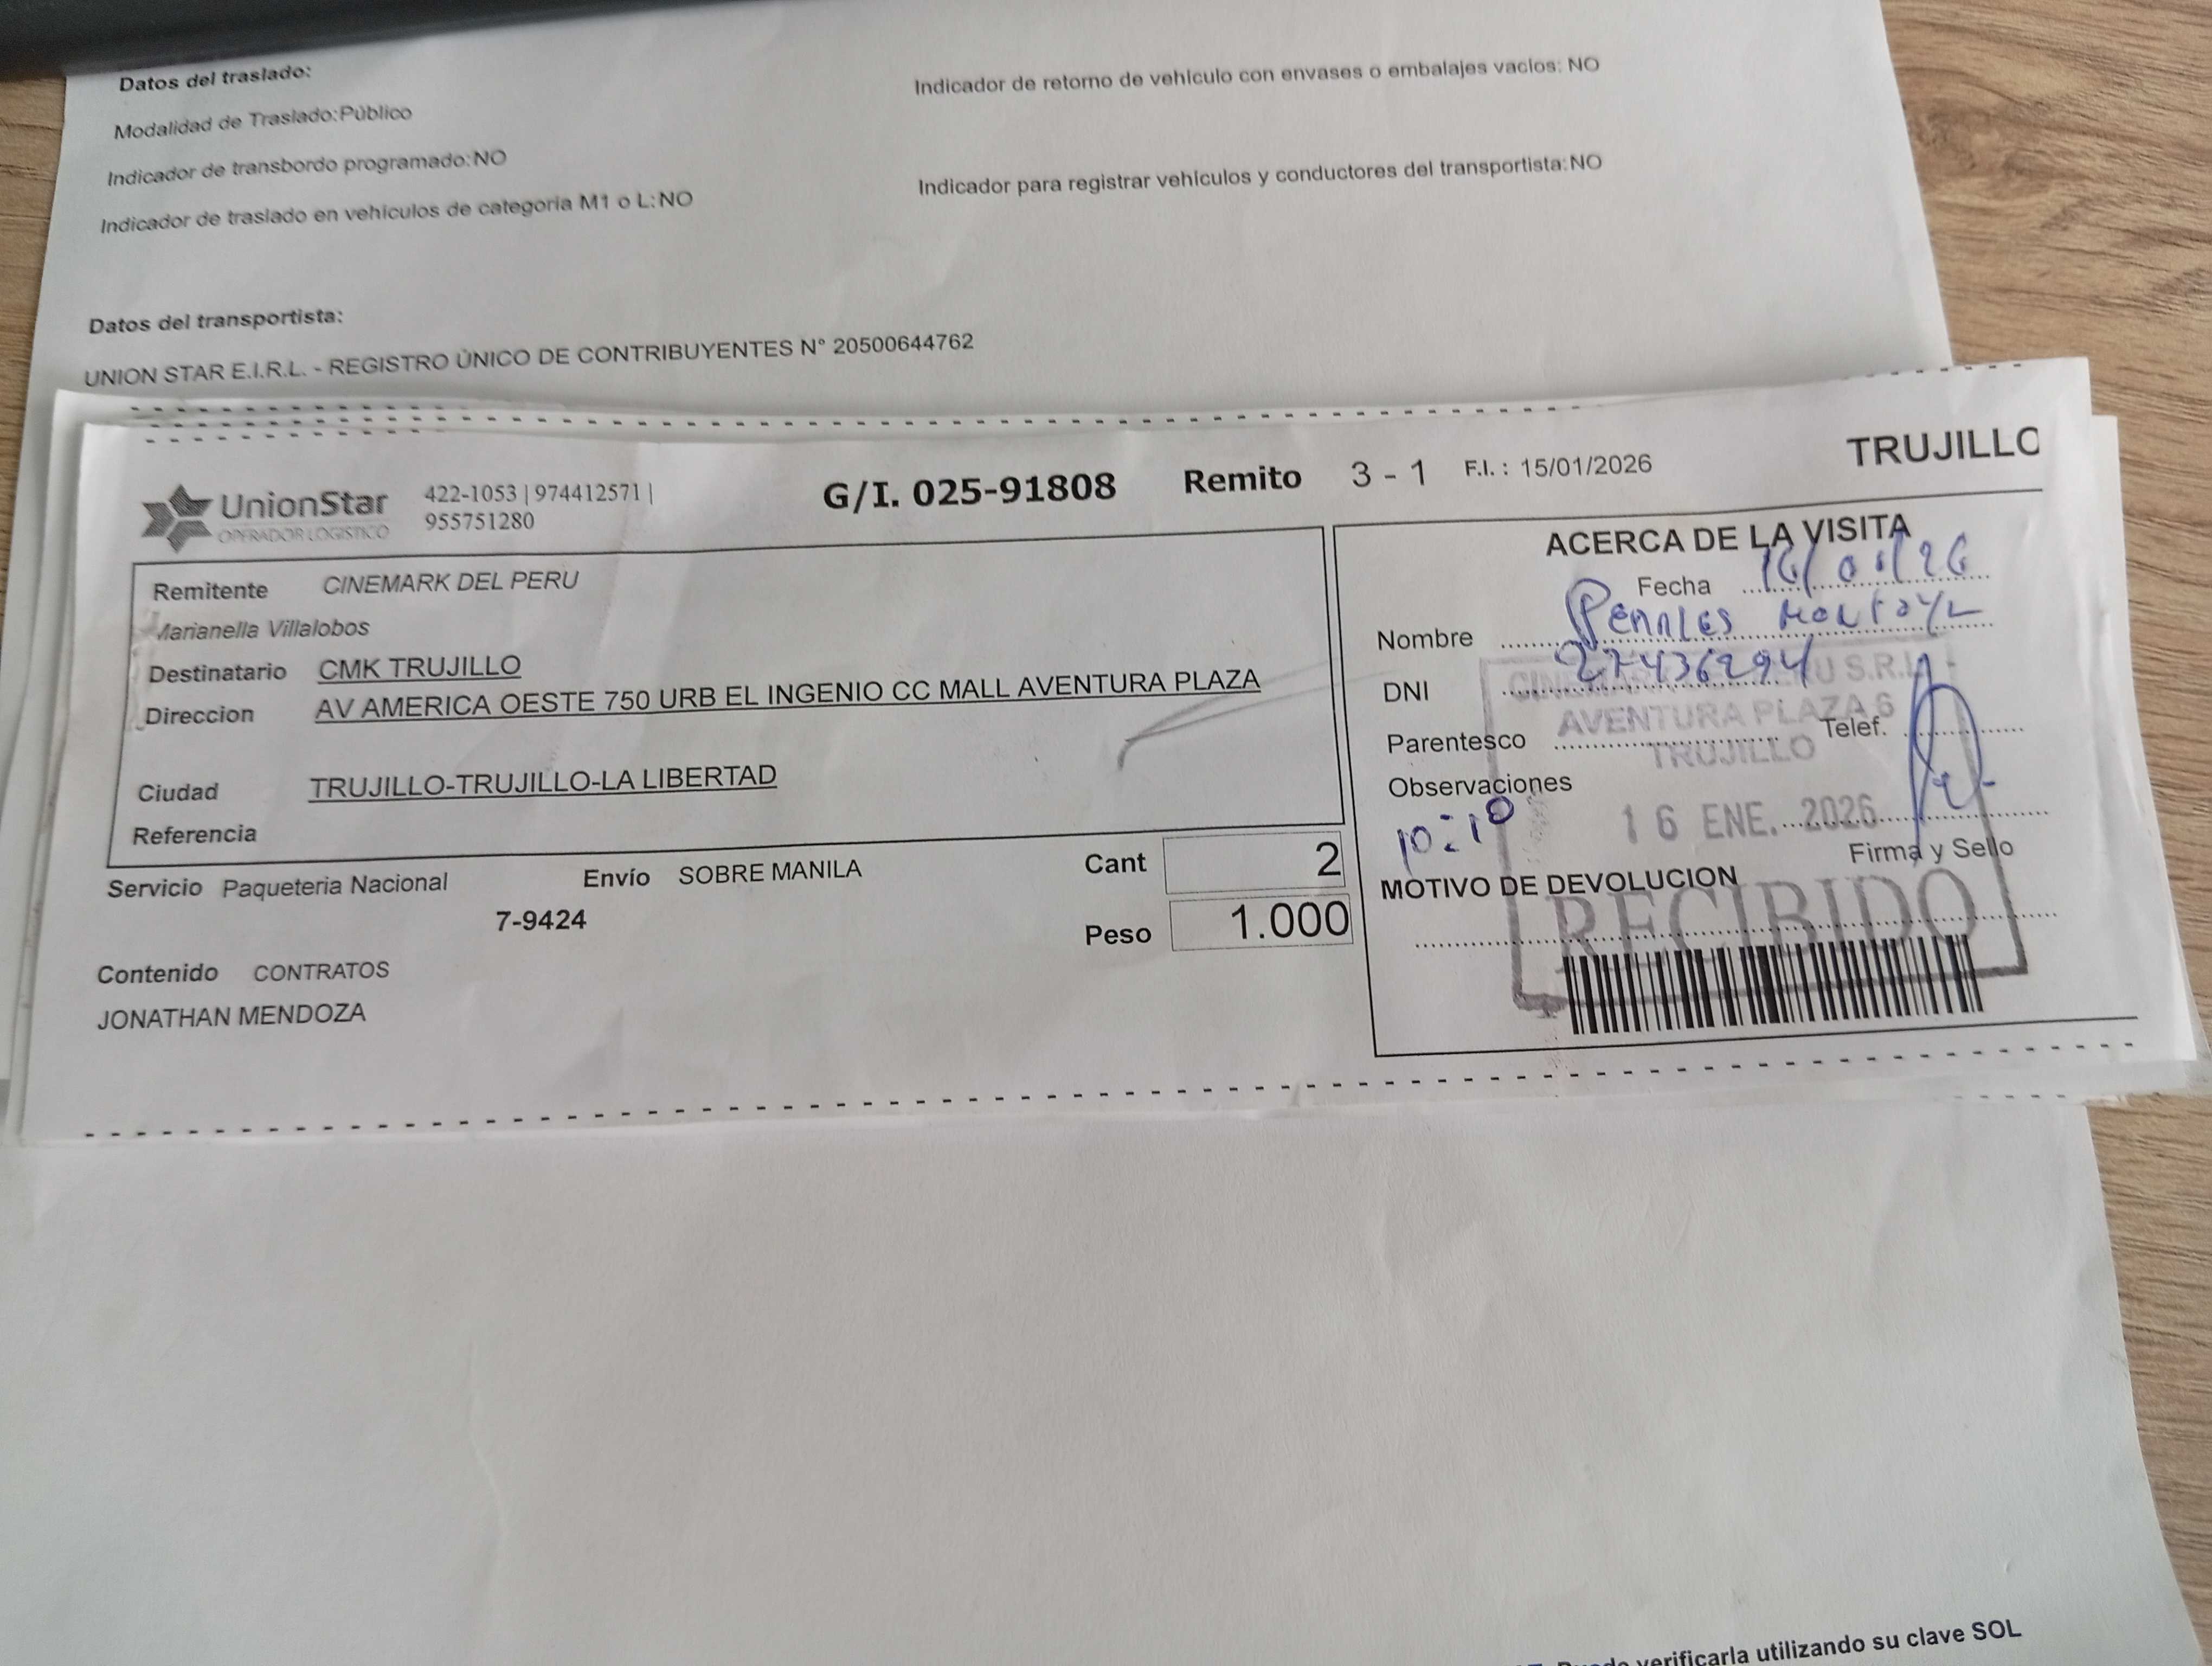 Datos del traslado:
Modalidad de Traslado:Público
Indicador de retorno de vehículo con envases o embalajes vacíos: NO
Indicador de transbordo programado:NO
Indicador para registrar vehículos y conductores del transportista:NO
Indicador de traslado en vehículos de categoria M1 o L:NO
Datos del transportista:
UNION STAR E.I.R.L. - REGISTRO ÚNICO DE CONTRIBUYENTES N° 20500644762
TRUJILLO
UnionStar
OPERADOR LOGISTICO
422-1053 | 974412571 |
955751280
G/I. 025-91808 Remito 3 - 1 F.I. : 15/01/2026
Remitente CINEMARK DEL PERU
Marianella Villalobos
Destinatario CMK TRUJILLO
Direccion AV AMERICA OESTE 750 URB EL INGENIO CC MALL AVENTURA PLAZA
Ciudad TRUJILLO-TRUJILLO-LA LIBERTAD
Referencia
Servicio Paqueteria Nacional Envío SOBRE MANILA
7-9424
Cant 2
Peso 1.000
Contenido CONTRATOS
JONATHAN MENDOZA
ACERCA DE LA VISITA
Fecha 16/01/26
Nombre
DNI 27436294
U S.R.L.
AVENTURA PLAZA 6
TRUJILLO
Parentesco Telef.
Observaciones
10:10
16 ENE. 2026
Firma y Sello
MOTIVO DE DEVOLUCION
RECIBIDO
verificarla utilizando su clave SOL